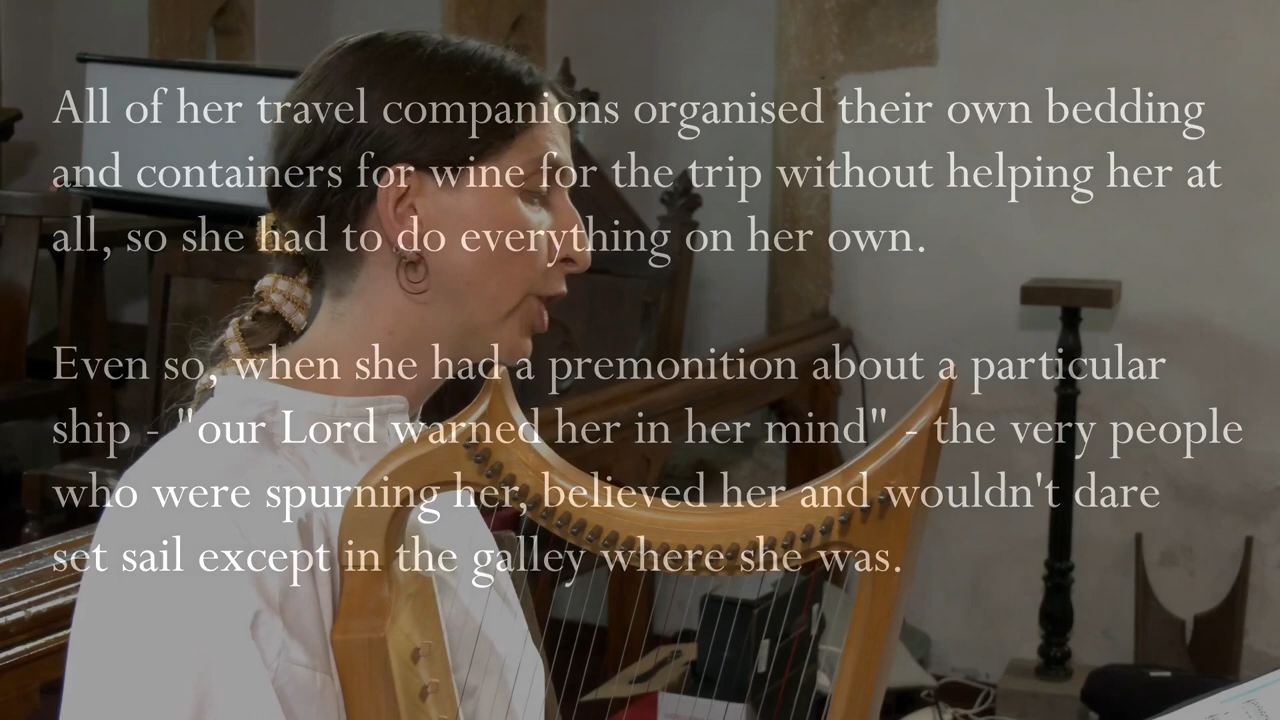 All of her travel companions organised their own bedding
and containers for wine for the trip without helping her at
all, so she had to do everything on her own.
Even so, when she had a premonition about a particular
ship - "our Lord warned her in her mind" - the very people
who were spurning her, believed her and wouldn't dare
set sail except in the galley where she was.